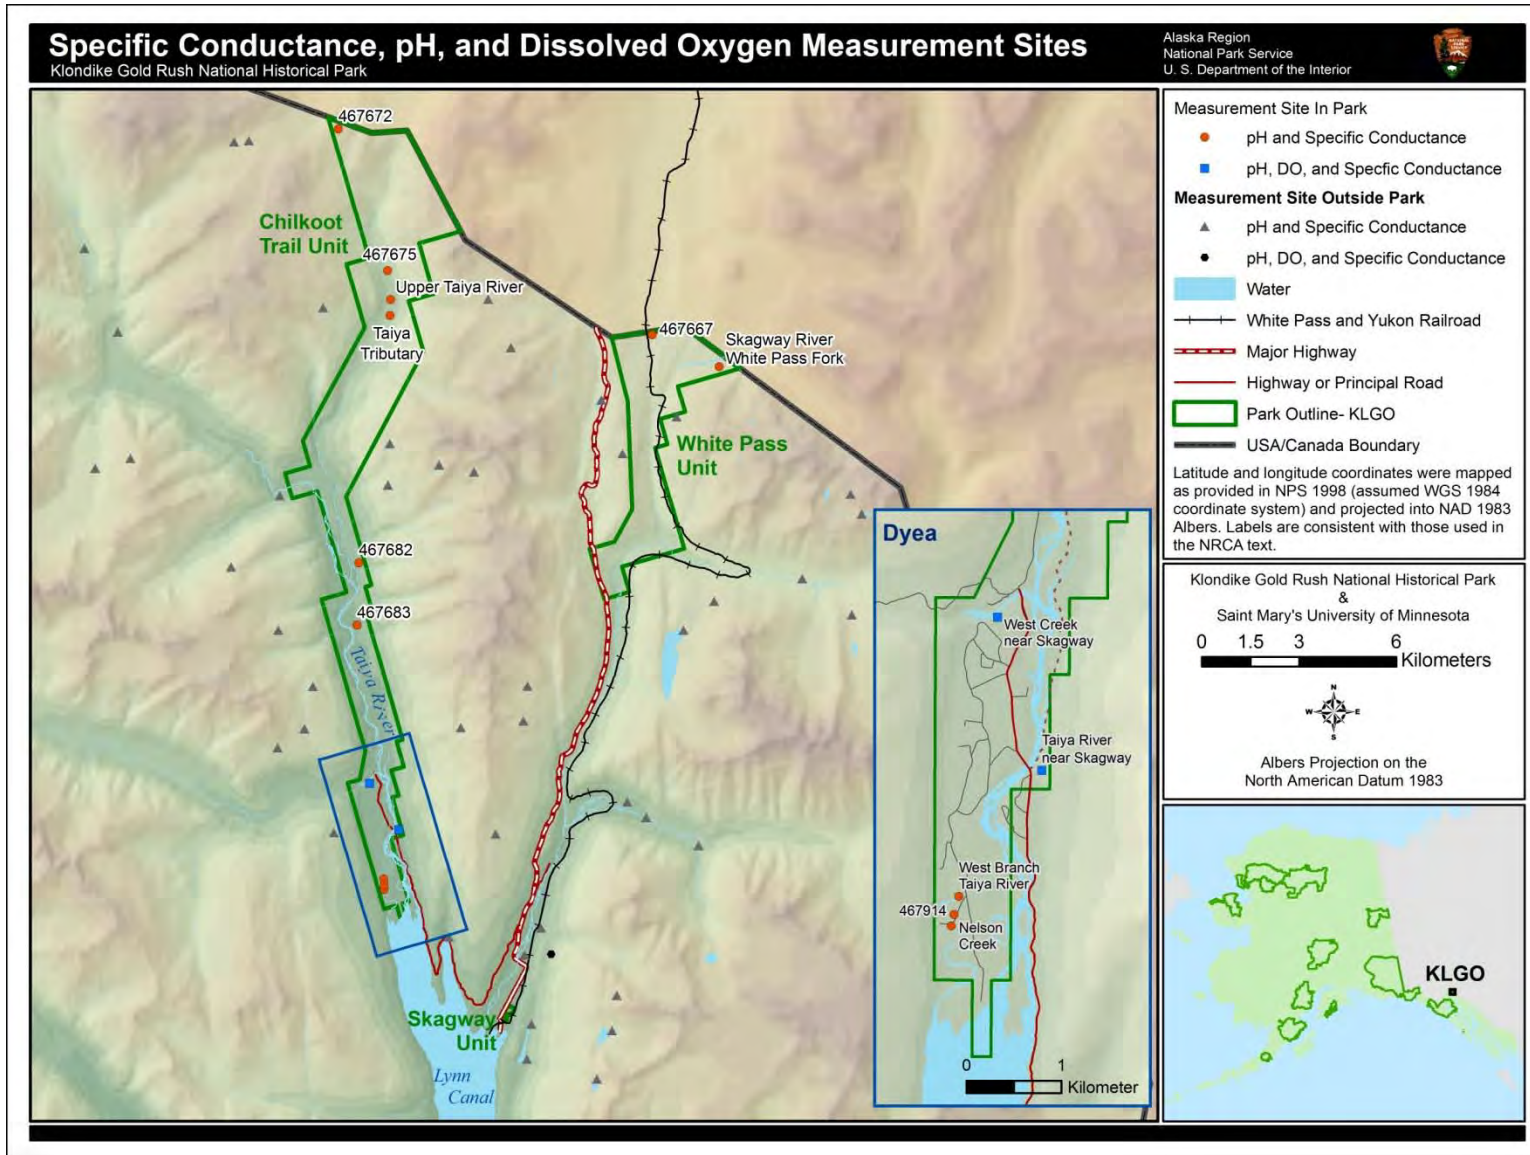 Specific Conductance, pH, and Dissolved Oxygen Measurement Sites
Klondike Gold Rush National Historical Park
Alaska Region
National Park Service
U. S. Department of the Interior
467672
Chilkoot
Trail Unit
467675
Upper Taiya River
Taiya
Tributary
467667
Skagway River
White Pass Fork
White Pass
Unit
467682
467683
Taiya River
Skagway
Unit
Lynn
Canal
Dyea
West Creek
near Skagway
Taiya River
near Skagway
West Branch
Taiya River
467914
Nelson
Creek
0 1
Kilometer
Measurement Site In Park
pH and Specific Conductance
pH, DO, and Specfic Conductance
Measurement Site Outside Park
pH and Specific Conductance
pH, DO, and Specific Conductance
Water
White Pass and Yukon Railroad
Major Highway
Highway or Principal Road
Park Outline- KLGO
USA/Canada Boundary
Latitude and longitude coordinates were mapped
as provided in NPS 1998 (assumed WGS 1984
coordinate system) and projected into NAD 1983
Albers. Labels are consistent with those used in
the NRCA text.
Klondike Gold Rush National Historical Park
&
Saint Mary's University of Minnesota
0 1.5 3 6
Kilometers
N
W E
S
Albers Projection on the
North American Datum 1983
KLGO